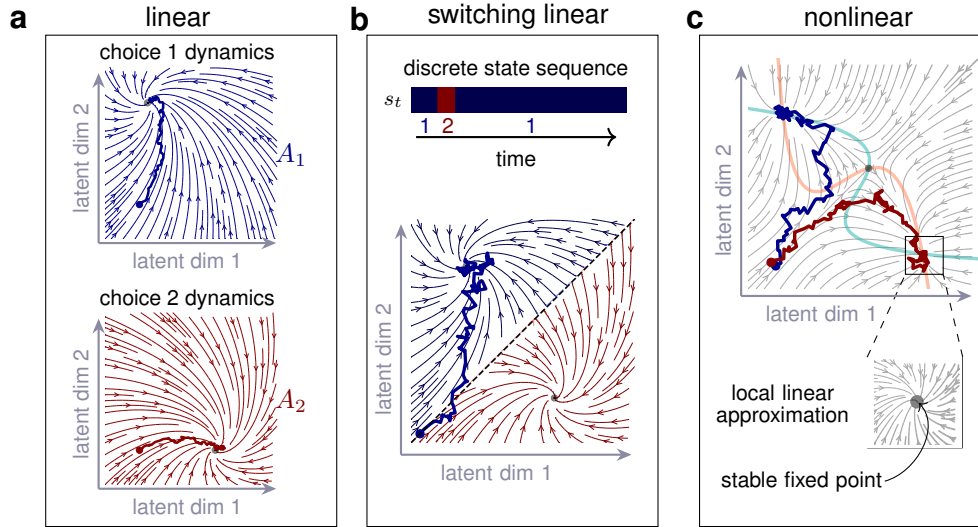 a
linear
choice 1 dynamics
latent dim 2
A₁
latent dim 1
choice 2 dynamics
latent dim 2
A₂
latent dim 1
b
switching linear
discrete state sequence
sₜ
1 2 1
time
latent dim 2
latent dim 1
c
nonlinear
latent dim 2
latent dim 1
local linear
approximation
stable fixed point